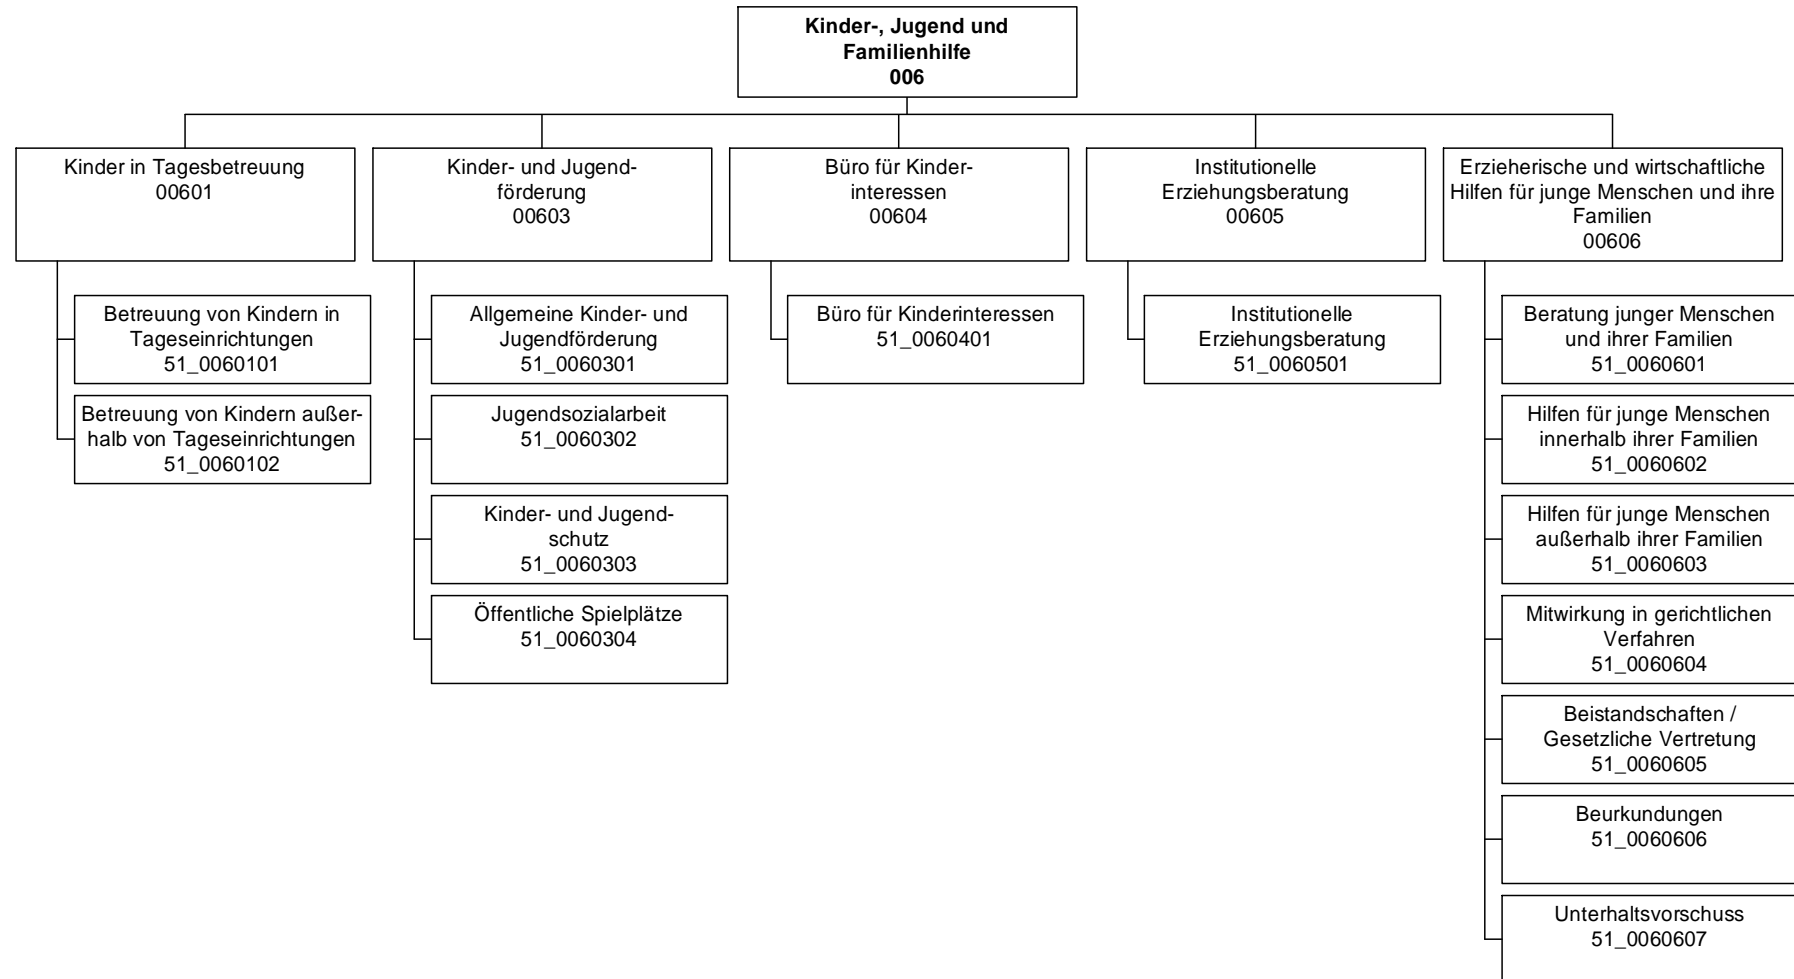 Kinder-, Jugend und
Familienhilfe
006
Kinder in Tagesbetreuung
00601
Kinder- und Jugend-
förderung
00603
Büro für Kinder-
interessen
00604
Institutionelle
Erziehungsberatung
00605
Erzieherische und wirtschaftliche
Hilfen für junge Menschen und ihre
Familien
00606
Betreuung von Kindern in
Tageseinrichtungen
51_0060101
Betreuung von Kindern außer-
halb von Tageseinrichtungen
51_0060102
Allgemeine Kinder- und
Jugendförderung
51_0060301
Jugendsozialarbeit
51_0060302
Kinder- und Jugend-
schutz
51_0060303
Öffentliche Spielplätze
51_0060304
Büro für Kinderinteressen
51_0060401
Institutionelle
Erziehungsberatung
51_0060501
Beratung junger Menschen
und ihrer Familien
51_0060601
Hilfen für junge Menschen
innerhalb ihrer Familien
51_0060602
Hilfen für junge Menschen
außerhalb ihrer Familien
51_0060603
Mitwirkung in gerichtlichen
Verfahren
51_0060604
Beistandschaften /
Gesetzliche Vertretung
51_0060605
Beurkundungen
51_0060606
Unterhaltsvorschuss
51_0060607